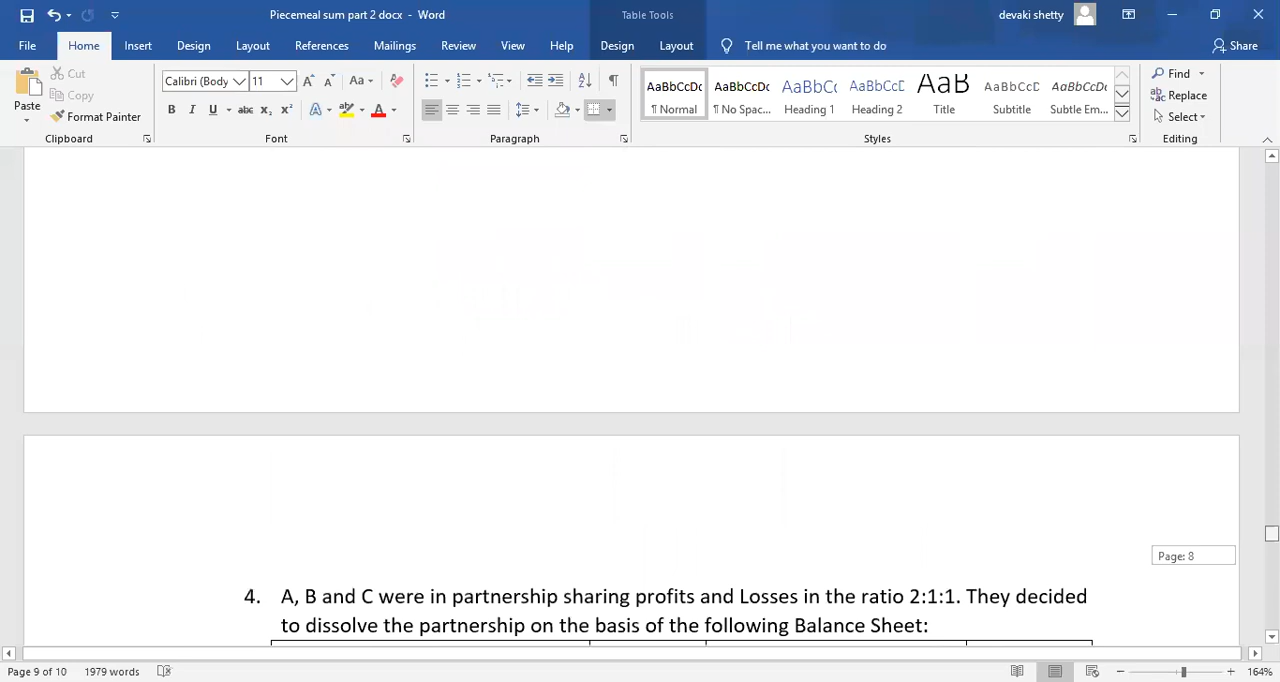 Piecemeal sum part 2 docx - Word
Table Tools
devaki shetty
File Home Insert Design Layout References Mailings Review View Help Design Layout Tell me what you want to do Share
Paste
Cut
Copy
Format Painter
Clipboard
Calibri (Body 11
Font
Paragraph
AaBbCcDc AaBbCcDc AaBbCc AaBbCcD AaB AaBbCcD AaBbCcDt
¶ Normal ¶ No Spac... Heading 1 Heading 2 Title Subtitle Subtle Em...
Styles
Find
Replace
Select
Editing
Page: 8
4. A, B and C were in partnership sharing profits and Losses in the ratio 2:1:1. They decided
to dissolve the partnership on the basis of the following Balance Sheet:
Page 9 of 10 1979 words
164%